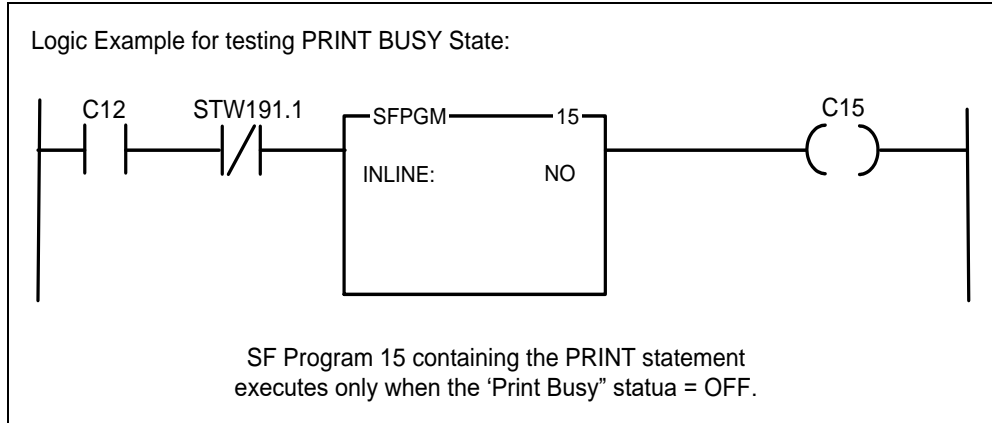 Logic Example for testing PRINT BUSY State:
C12 STW191.1 SFPGM 15 C15
INLINE: NO
SF Program 15 containing the PRINT statement
executes only when the ‘Print Busy” statua = OFF.